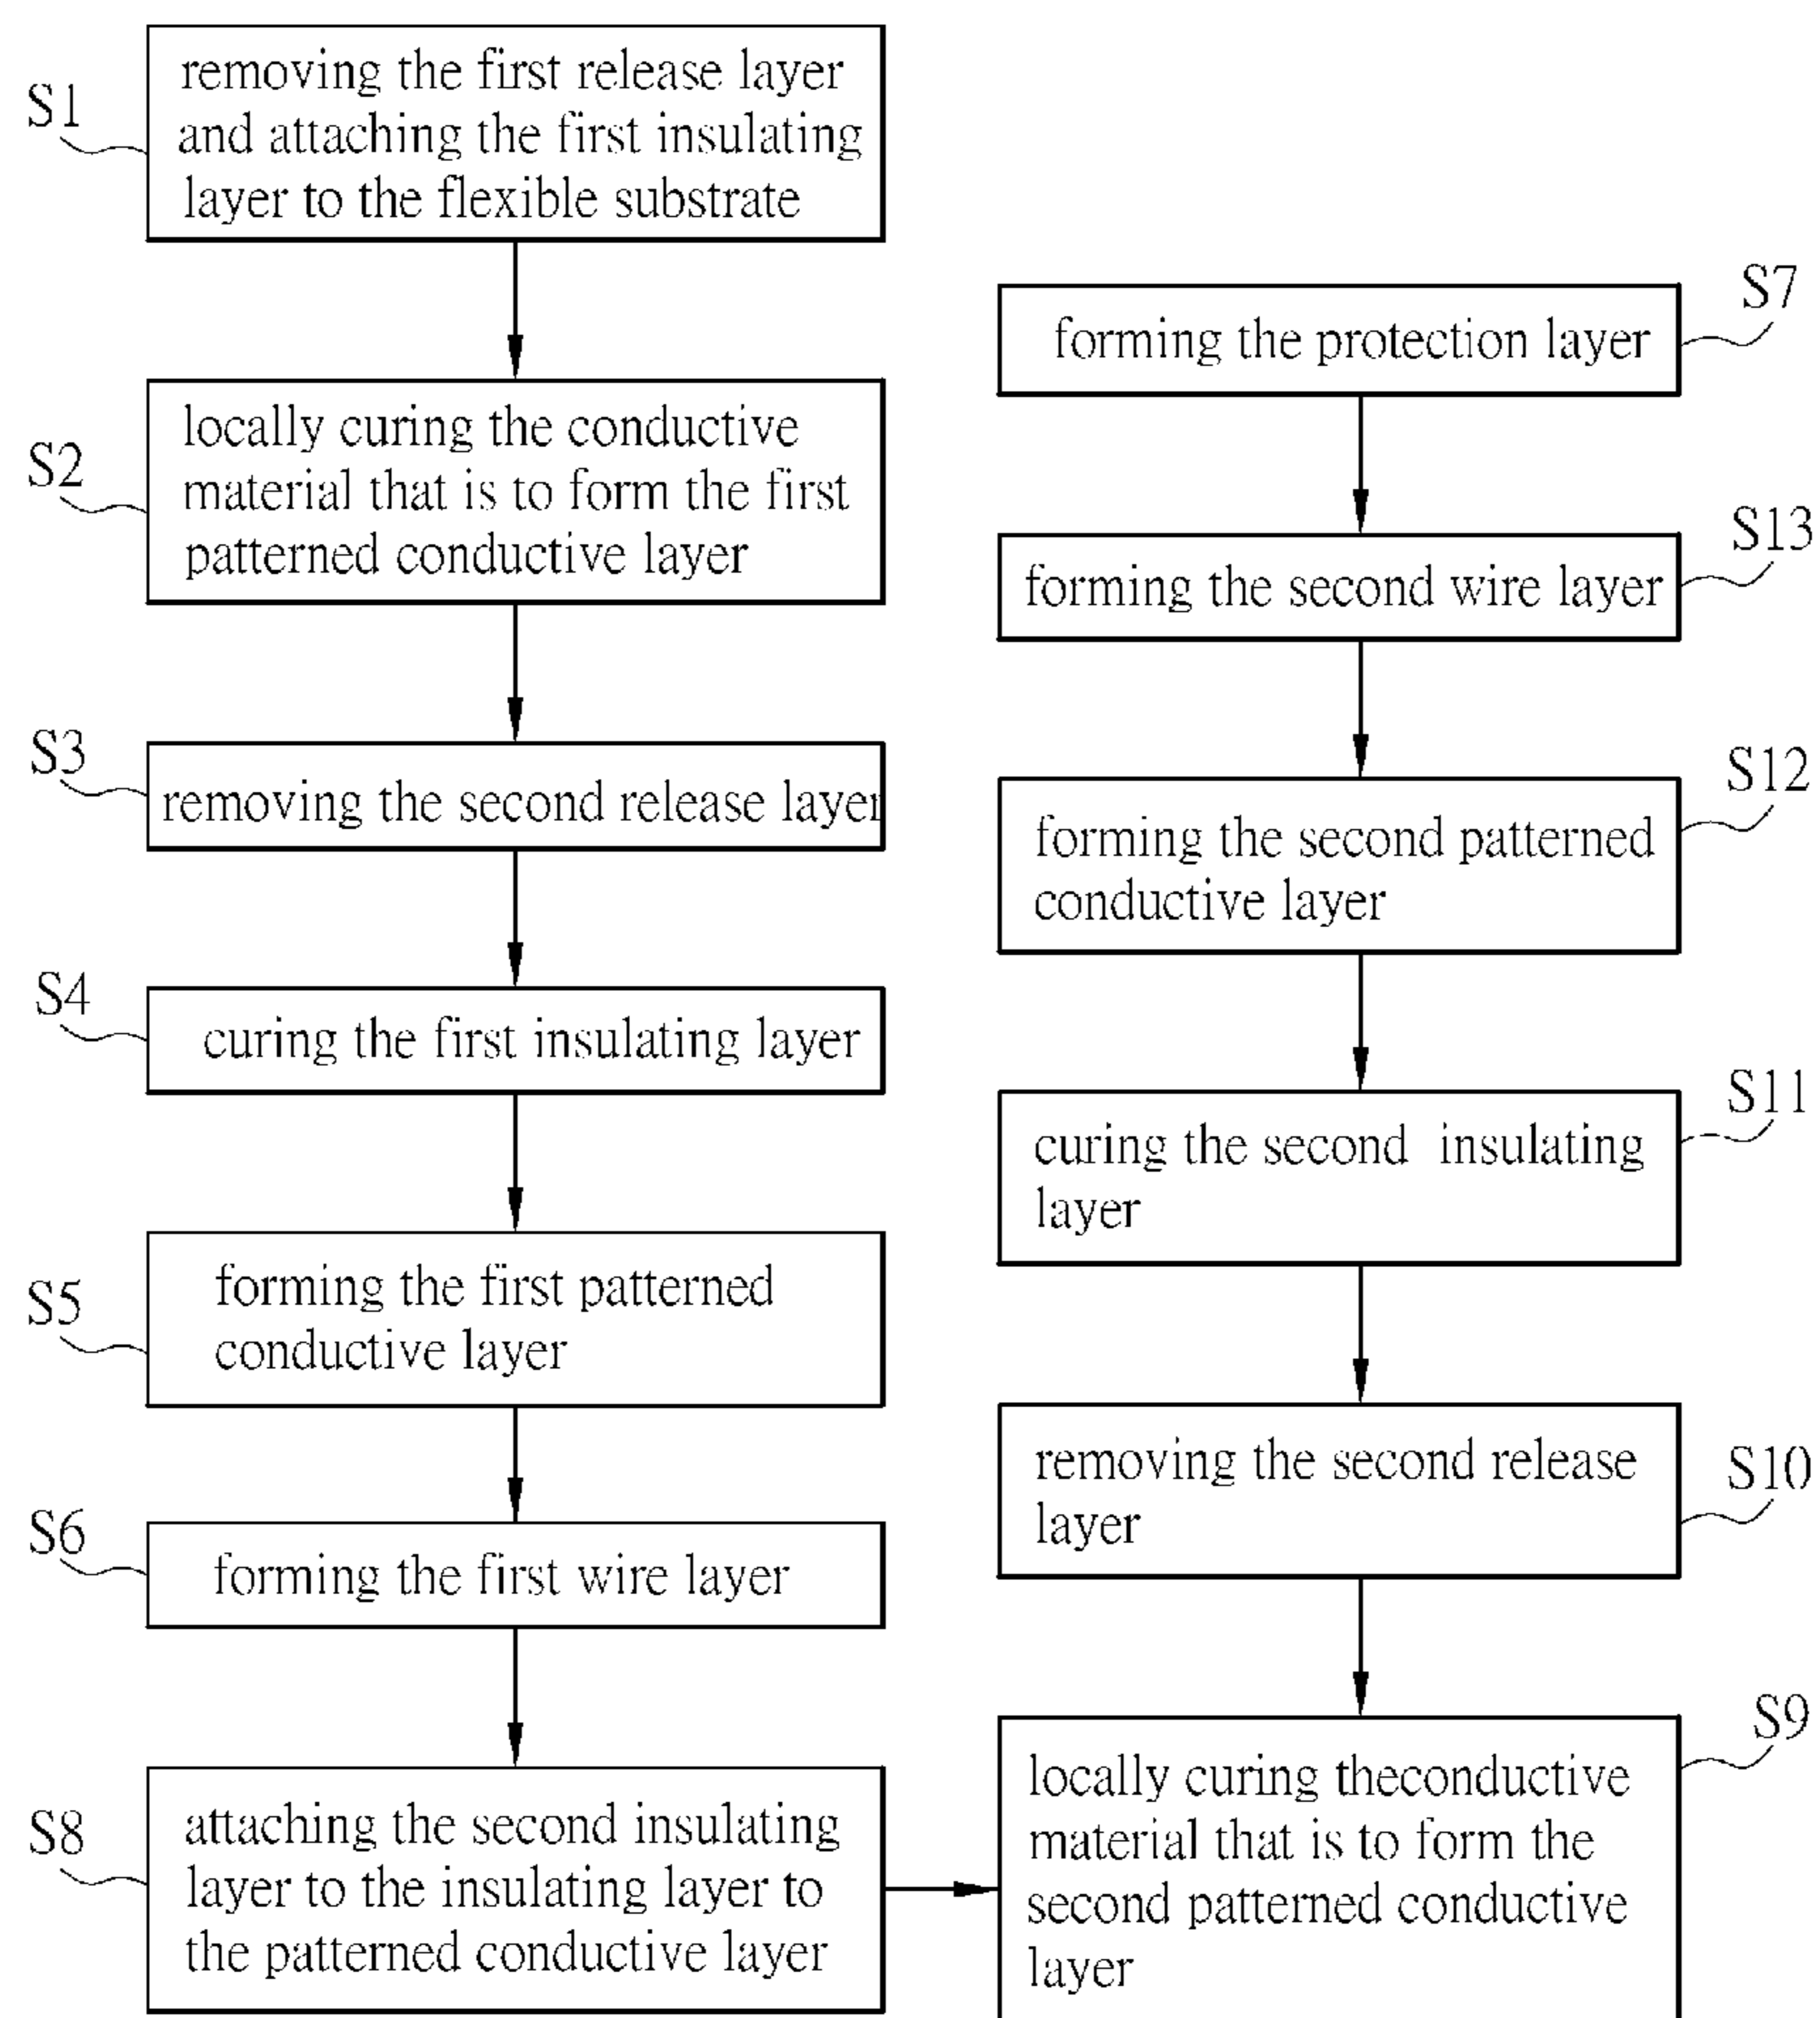 S1
removing the first release layer
and attaching the first insulating
layer to the flexible substrate
S2
locally curing the conductive
material that is to form the first
patterned conductive layer
S3
removing the second release layer
S4
curing the first insulating layer
S5
forming the first patterned
conductive layer
S6
forming the first wire layer
S8
attaching the second insulating
layer to the insulating layer to
the patterned conductive layer
S7
forming the protection layer
S13
forming the second wire layer
S12
forming the second patterned
conductive layer
S11
curing the second insulating
layer
S10
removing the second release
layer
S9
locally curing theconductive
material that is to form the
second patterned conductive
layer